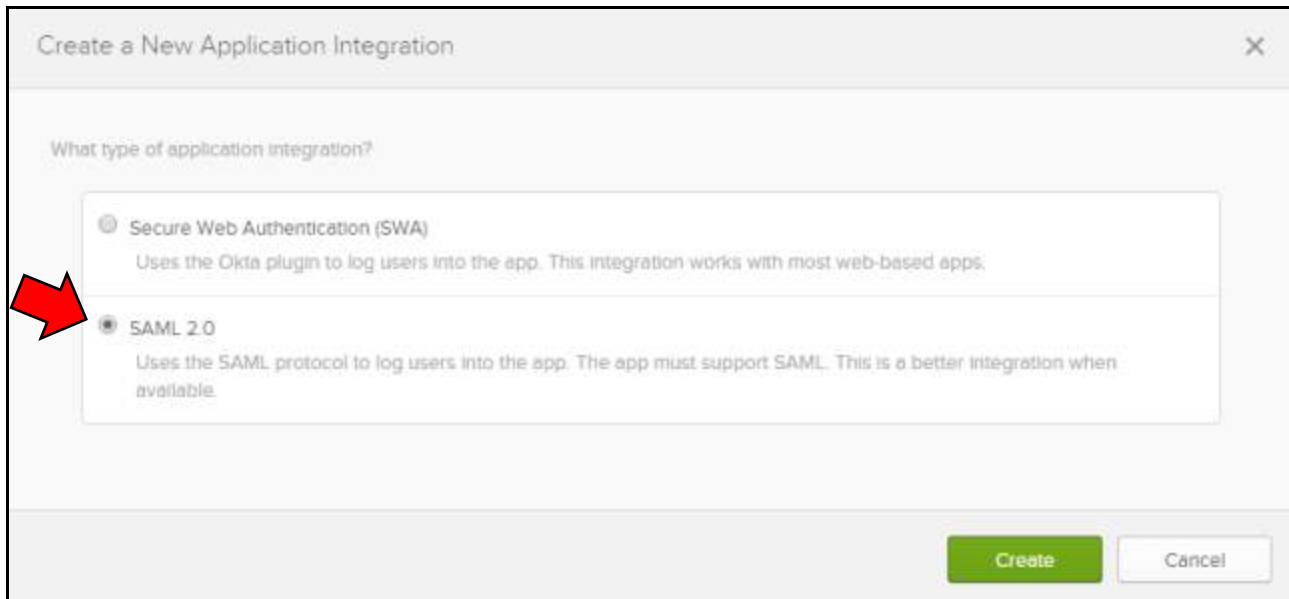 Create a New Application Integration
What type of application integration?
Secure Web Authentication (SWA)
Uses the Okta plugin to log users into the app. This integration works with most web-based apps.
SAML 2.0
Uses the SAML protocol to log users into the app. The app must support SAML. This is a better integration when
available.
Create
Cancel